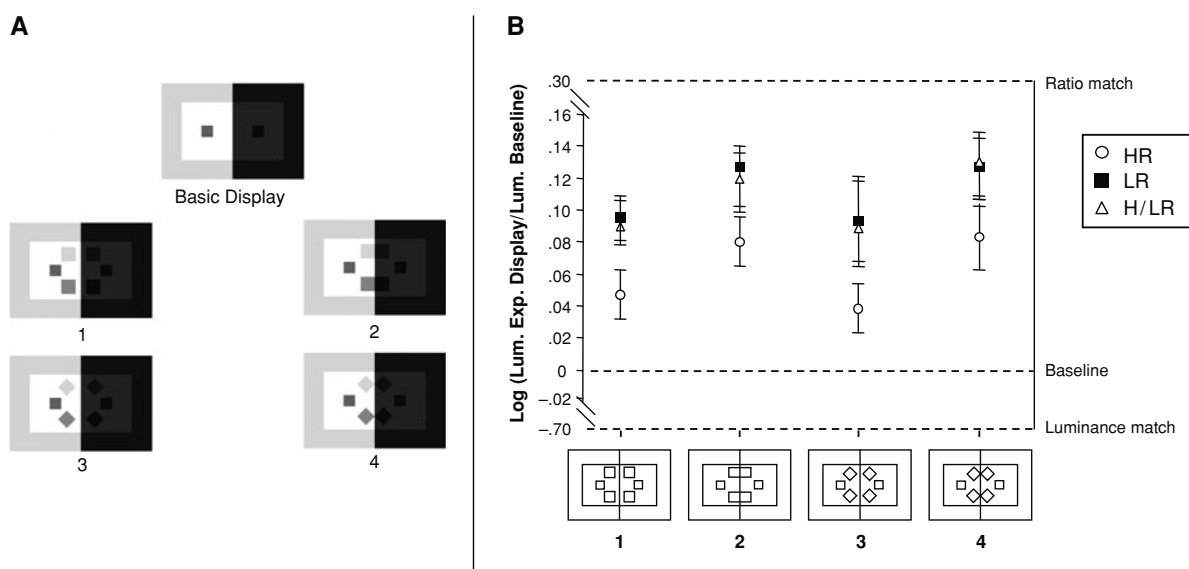 A
Basic Display
1
2
3
4
B
Log (Lum. Exp. Display/Lum. Baseline)
.30
.16
.14
.12
.10
.08
.06
.04
.02
0
–.02
–.70
Ratio match
Baseline
Luminance match
HR
LR
H/LR
1 2 3 4